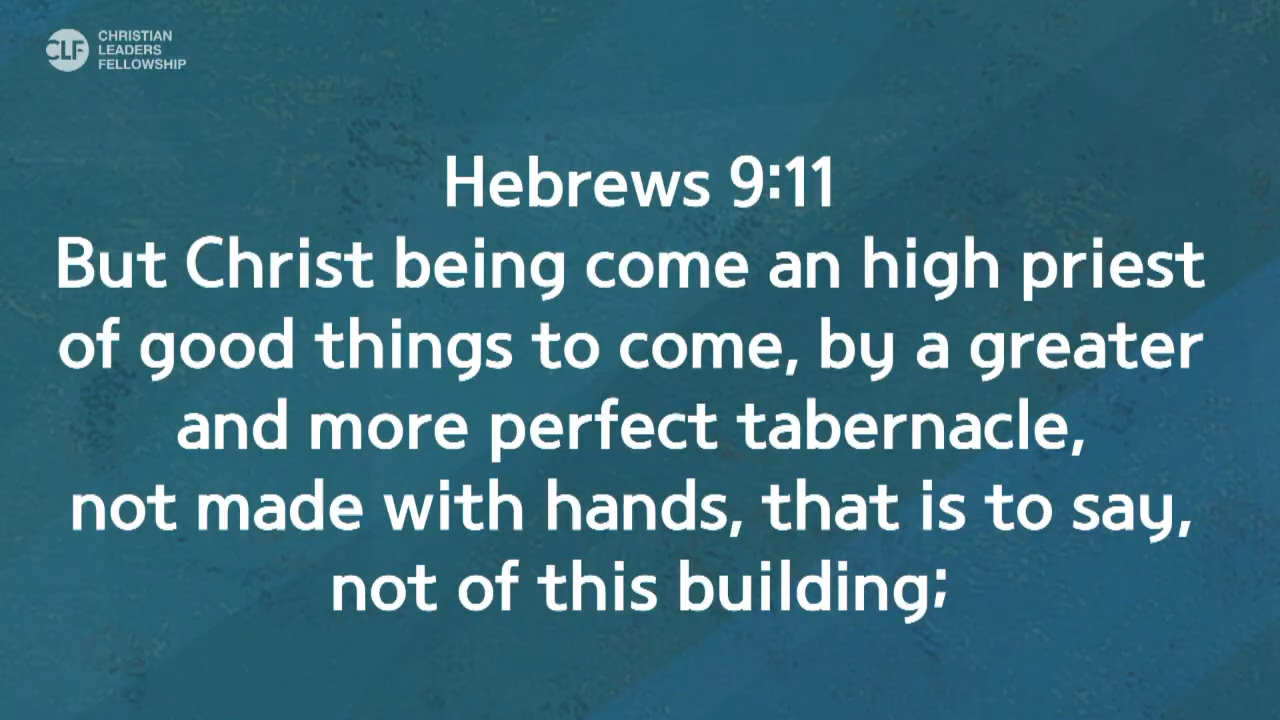 CLF
CHRISTIAN
LEADERS
FELLOWSHIP
Hebrews 9:11
But Christ being come an high priest
of good things to come, by a greater
and more perfect tabernacle,
not made with hands, that is to say,
not of this building;